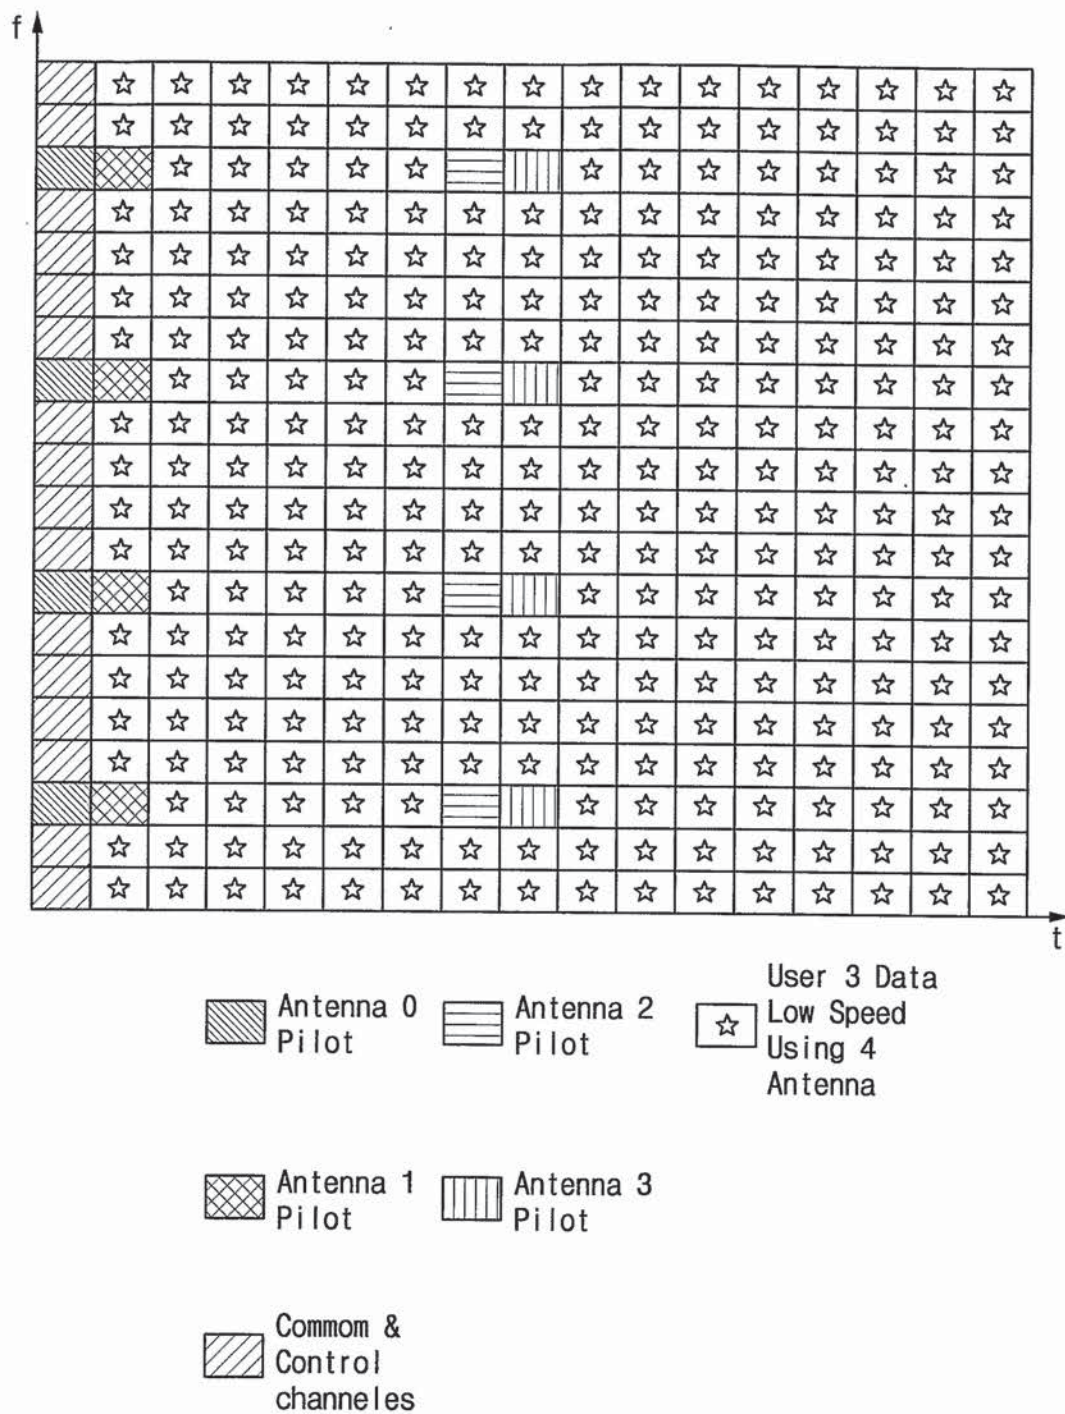 f
t
Antenna 0
Pilot
Antenna 2
Pilot
User 3 Data
Low Speed
Using 4
Antenna
Antenna 1
Pilot
Antenna 3
Pilot
Commom &
Control
channeles